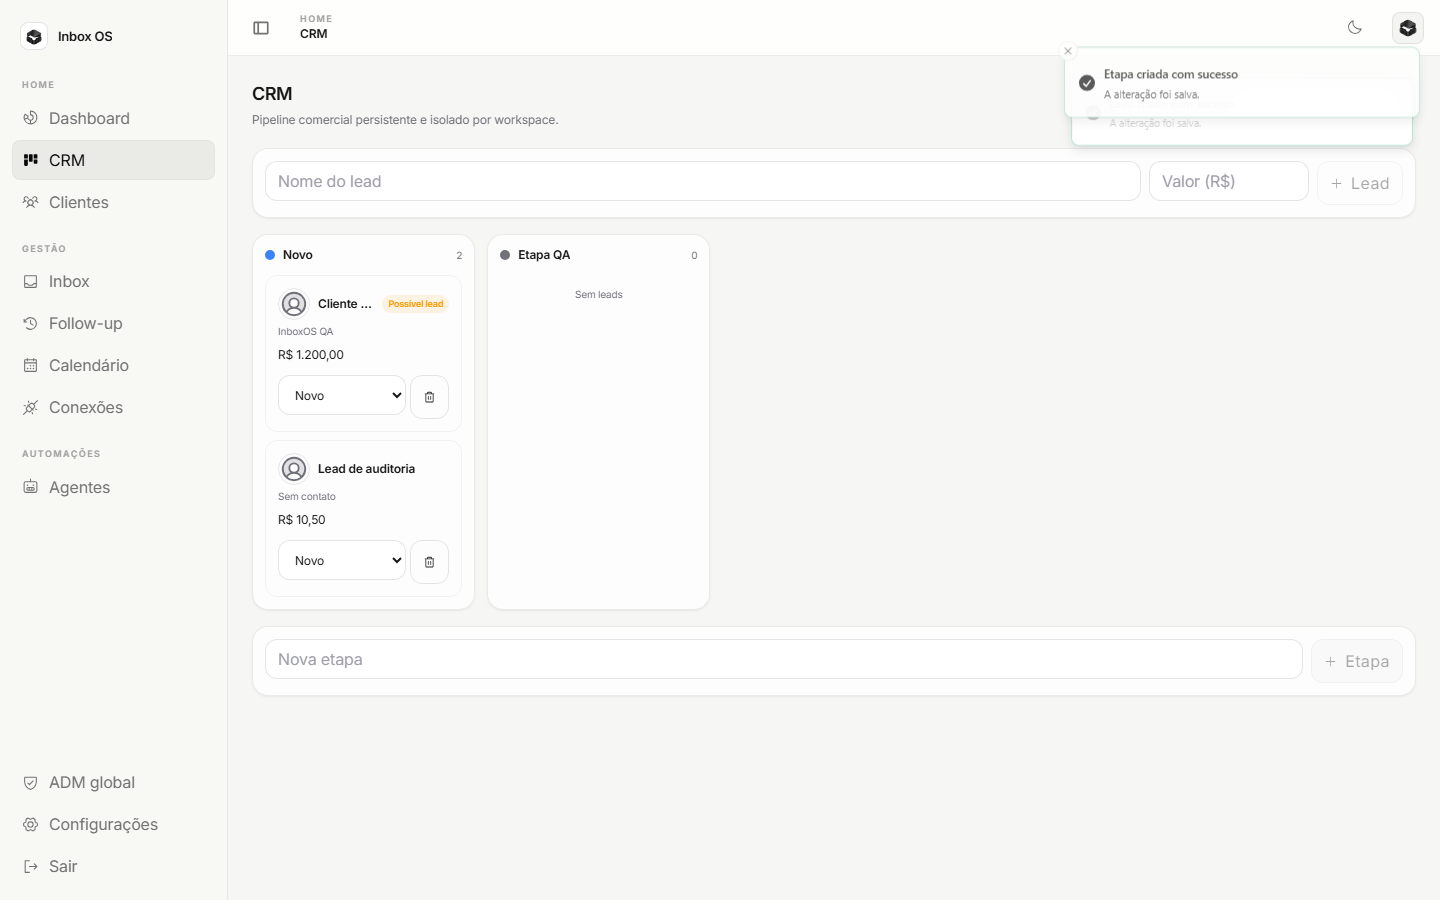 Inbox OS
HOME
Dashboard
CRM
Clientes
GESTÃO
Inbox
Follow-up
Calendário
Conexões
AUTOMAÇÕES
Agentes
ADM global
Configurações
Sair
HOME
CRM
CRM
Pipeline comercial persistente e isolado por workspace.
Etapa criada com sucesso
A alteração foi salva.
A alteração foi salva.
Nome do lead
Valor (R$)
+ Lead
Novo 2
Cliente ... Possível lead
InboxOS QA
R$ 1.200,00
Novo
Lead de auditoria
Sem contato
R$ 10,50
Novo
Etapa QA 0
Sem leads
Nova etapa
+ Etapa